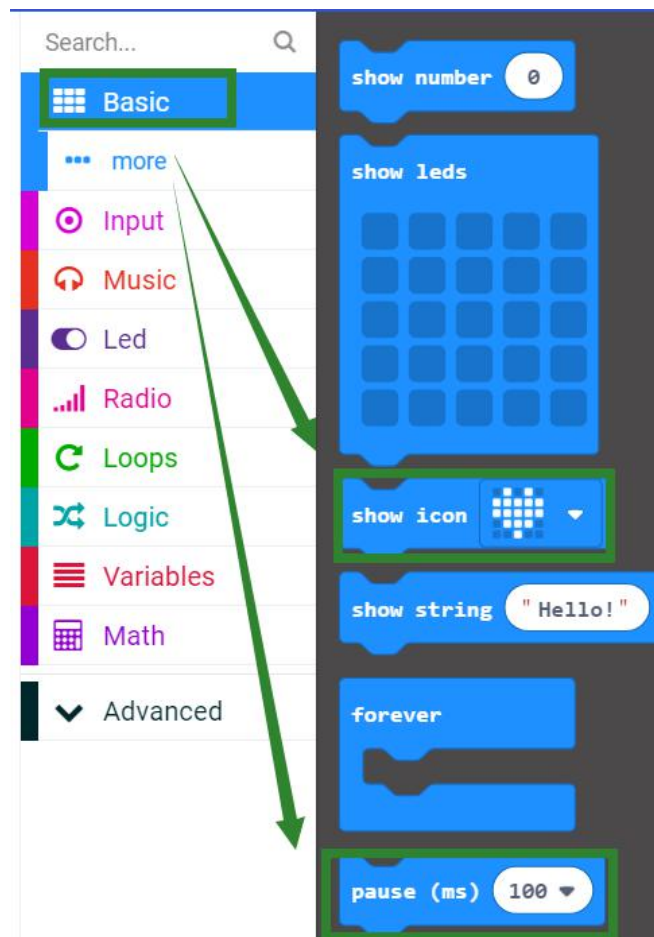 Search...
Basic
more
Input
Music
Led
Radio
Loops
Logic
Variables
Math
Advanced
show number 0
show leds
show icon
show string "Hello!"
forever
pause (ms) 100